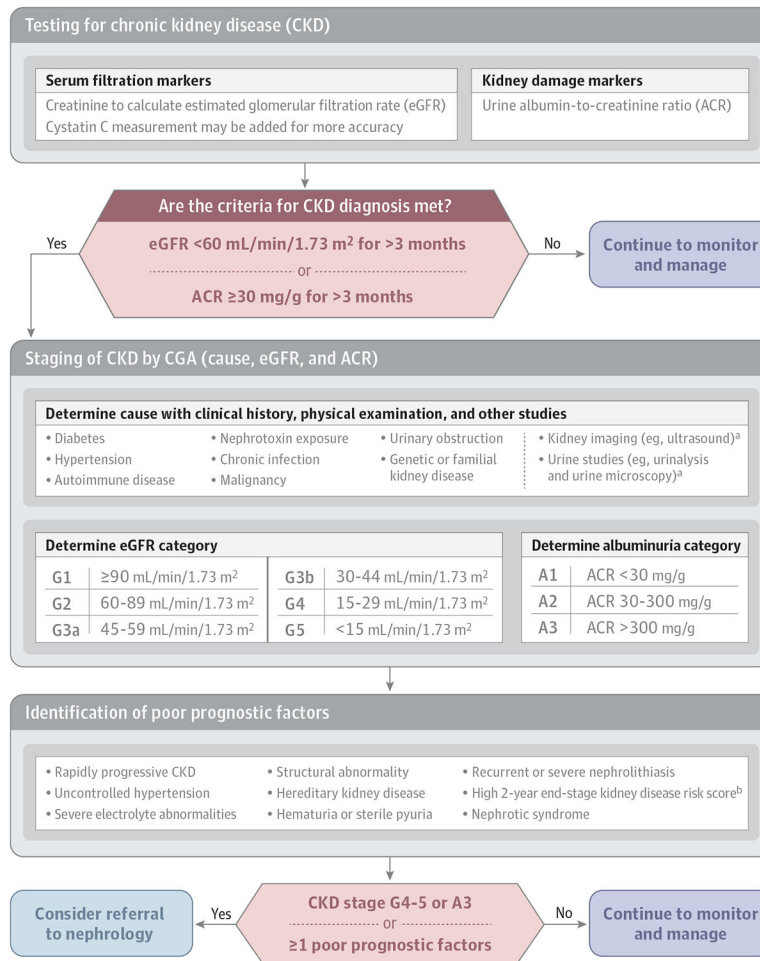 Testing for chronic kidney disease (CKD)
Serum filtration markers
Creatinine to calculate estimated glomerular filtration rate (eGFR)
Cystatin C measurement may be added for more accuracy
Kidney damage markers
Urine albumin-to-creatinine ratio (ACR)
Are the criteria for CKD diagnosis met?
eGFR <60 mL/min/1.73 m² for >3 months
or
ACR ≥30 mg/g for >3 months
Yes
No
Continue to monitor
and manage
Staging of CKD by CGA (cause, eGFR, and ACR)
Determine cause with clinical history, physical examination, and other studies
• Diabetes
• Hypertension
• Autoimmune disease
• Nephrotoxin exposure
• Chronic infection
• Malignancy
• Urinary obstruction
• Genetic or familial
kidney disease
• Kidney imaging (eg, ultrasound)ᵃ
• Urine studies (eg, urinalysis
and urine microscopy)ᵃ
Determine eGFR category
G1 ≥90 mL/min/1.73 m²
G2 60-89 mL/min/1.73 m²
G3a 45-59 mL/min/1.73 m²
G3b 30-44 mL/min/1.73 m²
G4 15-29 mL/min/1.73 m²
G5 <15 mL/min/1.73 m²
Determine albuminuria category
A1 ACR <30 mg/g
A2 ACR 30-300 mg/g
A3 ACR >300 mg/g
Identification of poor prognostic factors
• Rapidly progressive CKD
• Uncontrolled hypertension
• Severe electrolyte abnormalities
• Structural abnormality
• Hereditary kidney disease
• Hematuria or sterile pyuria
• Recurrent or severe nephrolithiasis
• High 2-year end-stage kidney disease risk scoreᵇ
• Nephrotic syndrome
Consider referral
to nephrology
Yes
CKD stage G4-5 or A3
or
≥1 poor prognostic factors
No
Continue to monitor
and manage